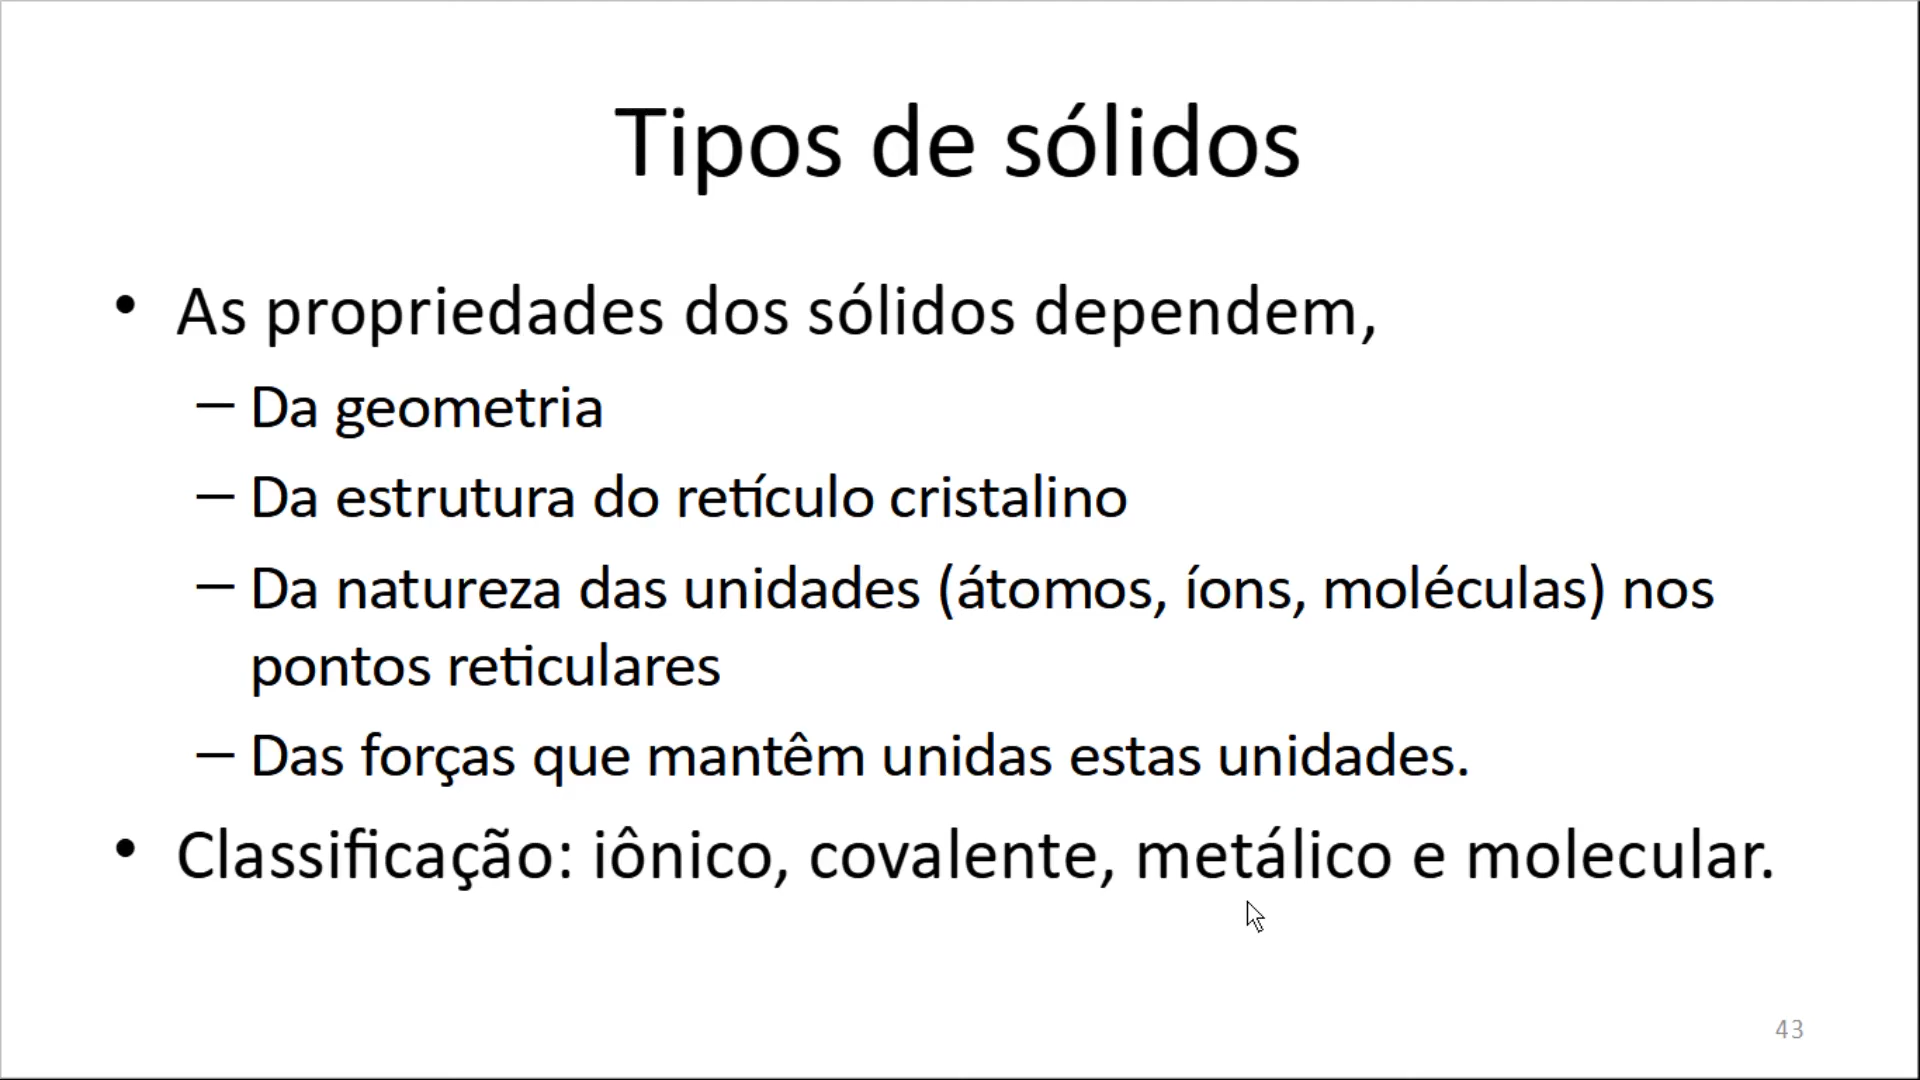 Tipos de sólidos
• As propriedades dos sólidos dependem,
– Da geometria
– Da estrutura do retículo cristalino
– Da natureza das unidades (átomos, íons, moléculas) nos
pontos reticulares
– Das forças que mantêm unidas estas unidades.
• Classificação: iônico, covalente, metálico e molecular.
43